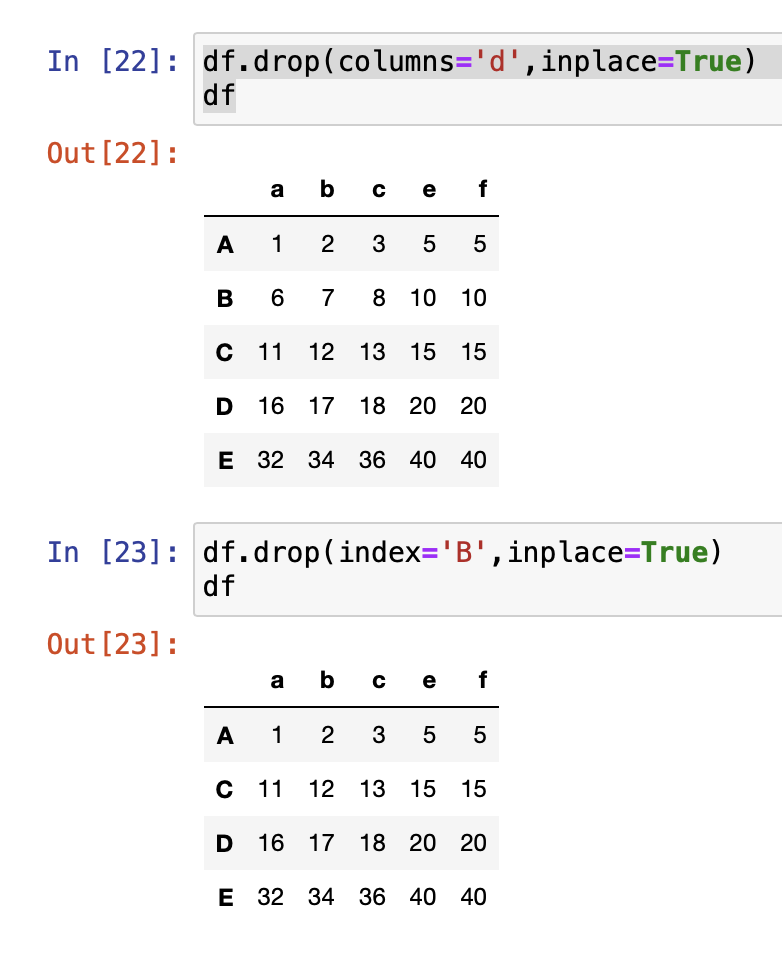 In [22]: df.drop(columns='d',inplace=True)
df
Out[22]:
a b c e f
A 1 2 3 5 5
B 6 7 8 10 10
C 11 12 13 15 15
D 16 17 18 20 20
E 32 34 36 40 40
In [23]: df.drop(index='B',inplace=True)
df
Out[23]:
a b c e f
A 1 2 3 5 5
C 11 12 13 15 15
D 16 17 18 20 20
E 32 34 36 40 40